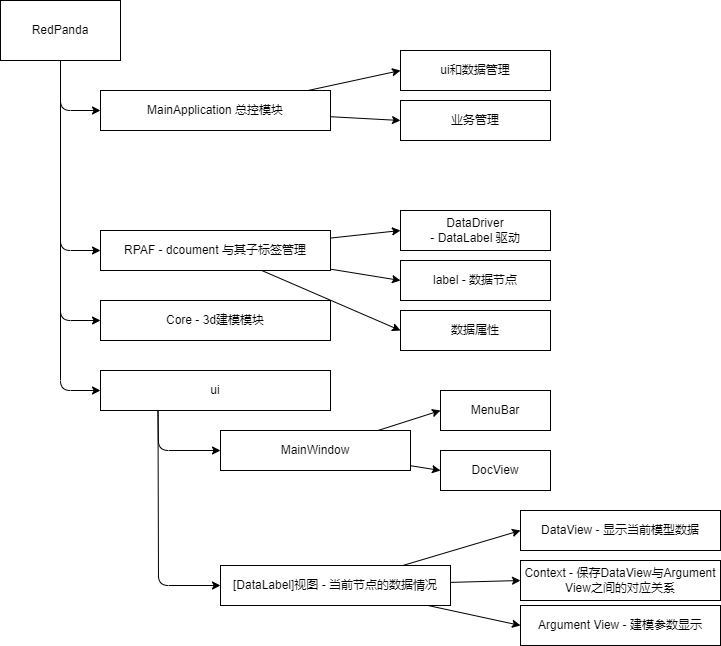 RedPanda
MainApplication 总控模块
ui和数据管理
业务管理
RPAF - dcoument 与其子标签管理
DataDriver
- DataLabel 驱动
label - 数据节点
数据属性
Core - 3d建模模块
ui
MainWindow
MenuBar
DocView
[DataLabel]视图 - 当前节点的数据情况
DataView - 显示当前模型数据
Context - 保存DataView与Argument
View之间的对应关系
Argument View - 建模参数显示